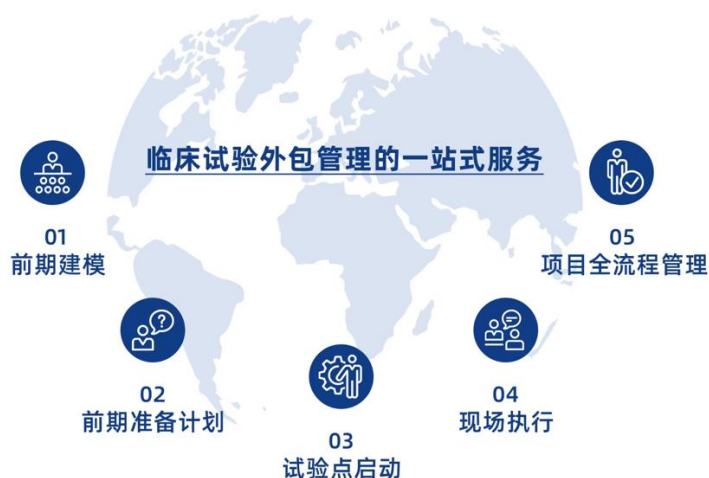 临床试验外包管理的一站式服务
01
前期建模
02
前期准备计划
03
试验点启动
04
现场执行
05
项目全流程管理